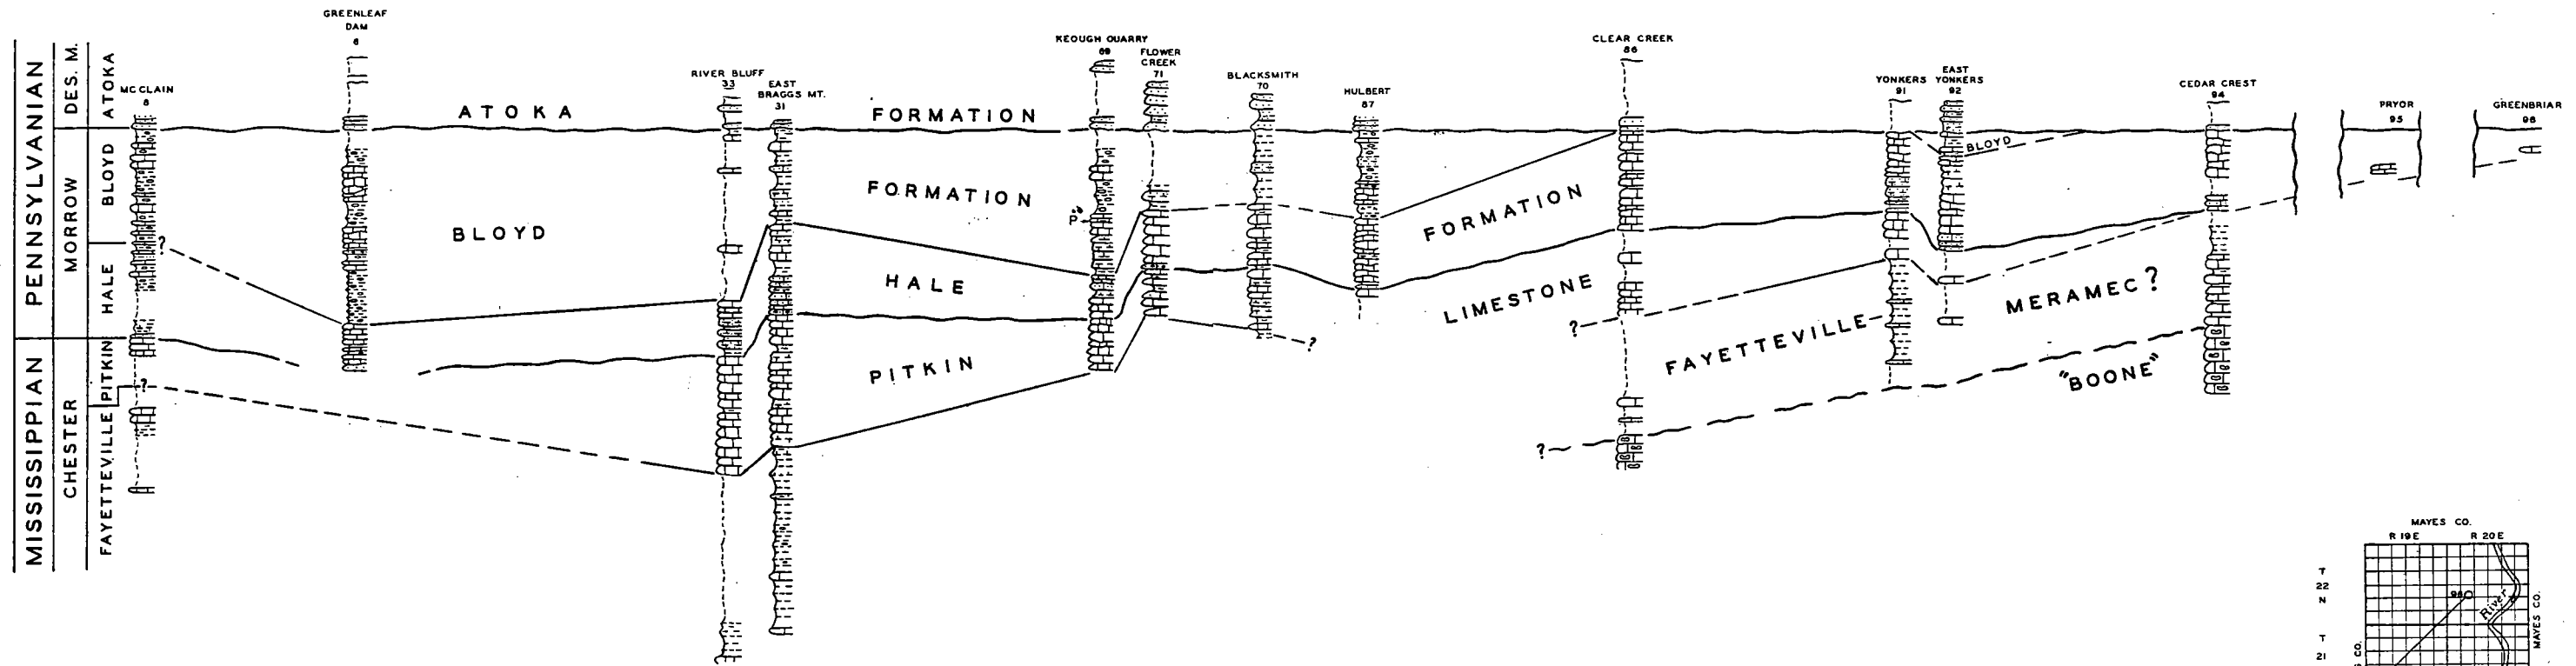 MISSISSIPPIAN PENNSYLVANIAN
CHESTER MORROW DES. M.
FAYETTEVILLE PITKIN HALE BLOYD ATOKA
MC CLAIN
8
GREENLEAF
DAM
6
RIVER BLUFF
33
EAST
BRAGGS MT.
31
KEOUGH QUARRY
69
FLOWER
CREEK
71
BLACKSMITH
70
HULBERT
87
CLEAR CREEK
86
YONKERS
91
EAST
YONKERS
92
CEDAR CREST
94
PRYOR
95
GREENBRIAR
96
ATOKA FORMATION
BLOYD FORMATION
"P"
HALE FORMATION
PITKIN LIMESTONE
BLOYD
FAYETTEVILLE
MERAMEC?
"BOONE"
?
?
?
?
?
MAYES CO.
R 19 E R 20 E
T
22
N
T
21
96
River
MAYES CO.
S CO.